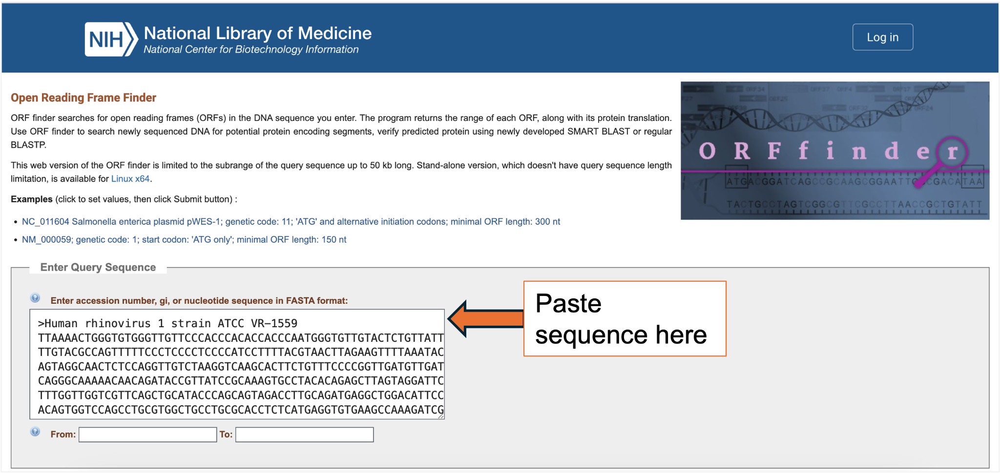 NIH
National Library of Medicine
National Center for Biotechnology Information
Log in
Open Reading Frame Finder
ORF finder searches for open reading frames (ORFs) in the DNA sequence you enter. The program returns the range of each ORF, along with its protein translation.
Use ORF finder to search newly sequenced DNA for potential protein encoding segments, verify predicted protein using newly developed SMART BLAST or regular
BLASTP.
This web version of the ORF finder is limited to the subrange of the query sequence up to 50 kb long. Stand-alone version, which doesn't have query sequence length
limitation, is available for Linux x64.
Examples (click to set values, then click Submit button) :
• NC_011604 Salmonella enterica plasmid pWES-1; genetic code: 11; 'ATG' and alternative initiation codons; minimal ORF length: 300 nt
• NM_000059; genetic code: 1; start codon: 'ATG only'; minimal ORF length: 150 nt
ORFfinder
TACTGCCTAGTCGGCGTTCGCCTTAACCGCTGTATT
Enter Query Sequence
Enter accession number, gi, or nucleotide sequence in FASTA format:
>Human rhinovirus 1 strain ATCC VR-1559
TTAAAACTGGGTGTGGGTTGTTCCCACCCACACCACCCAATGGGTGTTGTACTCTGTTATT
TTGTACGCCAGTTTTTCCCTCCCCTCCCCATCCTTTTACGTAACTTAGAAGTTTTAAATAC
AGTAGGCAACTCTCCAGGTTGTCTAAGGTCAAGCACTTCTGTTTCCCCGGTTGATGTTGAT
CAGGGCAAAAACAACAGATACCGTTATCCGCAAAGTGCCTACACAGAGCTTAGTAGGATTC
TTTGGTTGGTCGTTCAGCTGCATACCCAGCAGTAGACCTTGCAGATGAGGCTGGACATTCC
ACAGTGGTCCAGCCTGCGTGGCTGCCTGCGCACCTCTCATGAGGTGTGAAGCCAAAGATCG
From:
To:
Paste
sequence here